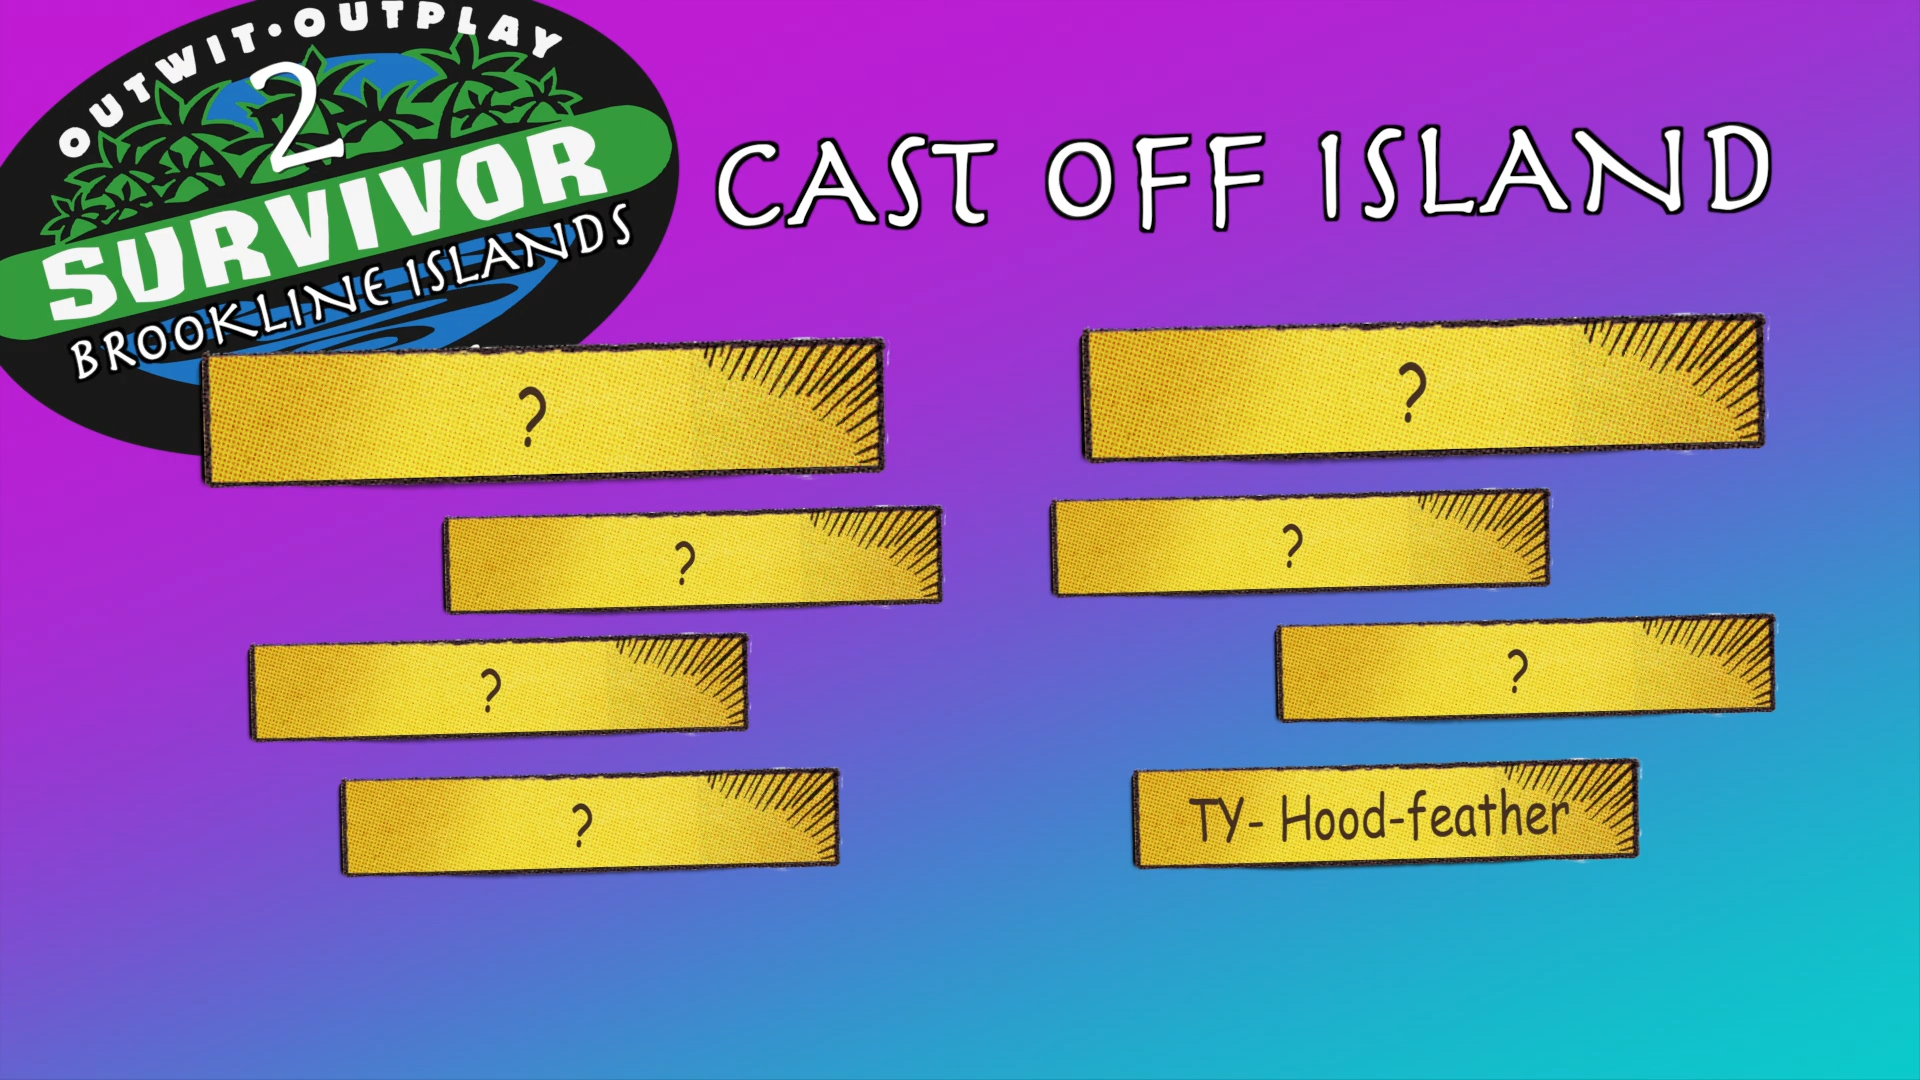 OUTWIT•OUTPLAY
2
SURVIVOR
BROOKLINE ISLANDS
CAST OFF ISLAND
?
?
?
?
?
?
?
TY- Hood-feather